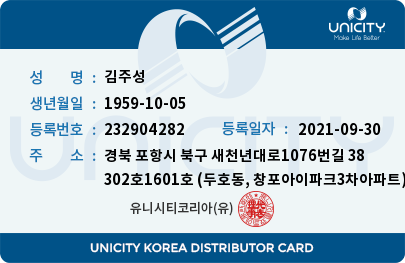 UNICITY
Make Life Better
성 명 : 김주성
생년월일 : 1959-10-05
등록번호 : 232904282 등록일자 : 2021-09-30
UNICITY
주 소 : 경북 포항시 북구 새천년대로1076번길 38
302호1601호 (두호동, 창포아이파크3차아파트)
유니시티코리아(유)
UNICITY KOREA DISTRIBUTOR CARD